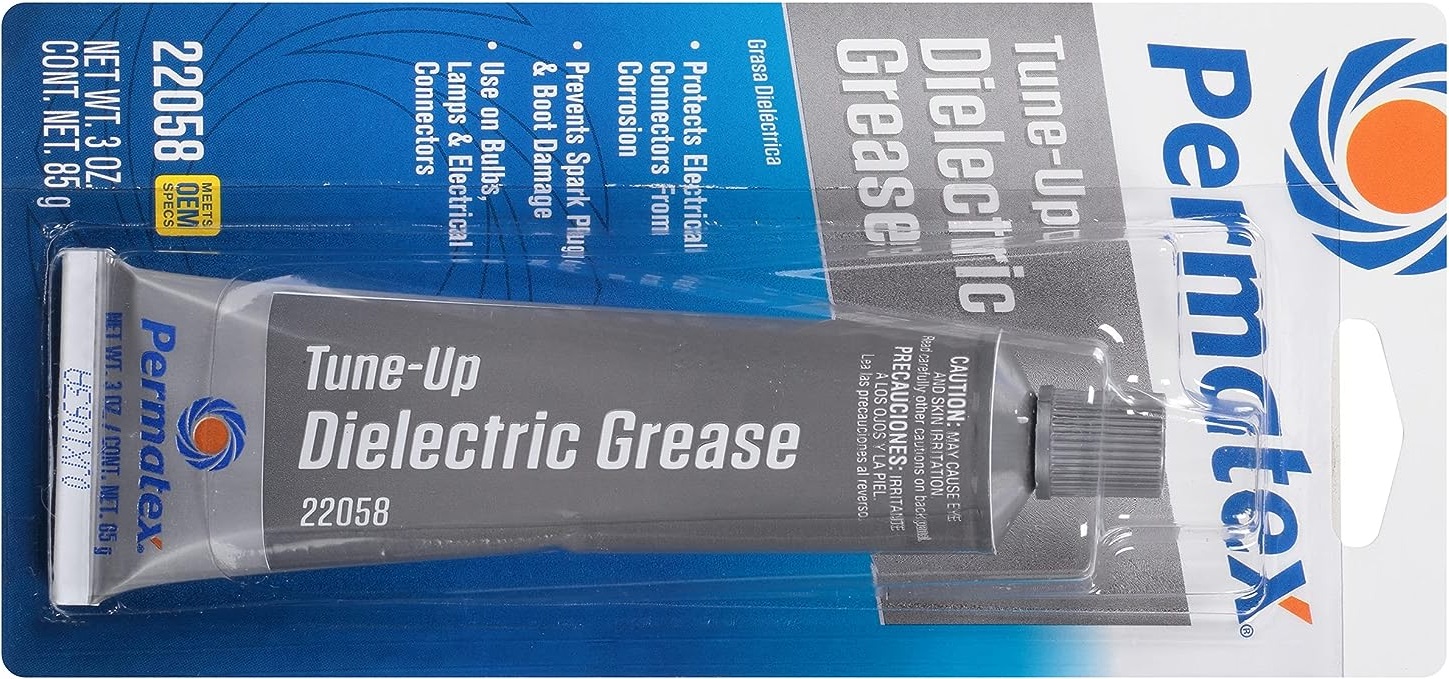 Permatex®
Tune-Up
Dielectric
Grease
Grasa Dieléctrica
• Protects Electrical
Connectors From
Corrosion
• Prevents Spark Plug
& Boot Damage
• Use on Bulbs,
Lamps & Electrical
Connectors
MEETS
OEM
SPECS
22058
NET WT. 3 OZ.
CONT. NET. 85 g
Permatex®
NET WT. 3 OZ. / CONT. NET. 85 g
Tune-Up
Dielectric Grease
22058
CAUTION: MAY CAUSE EYE
AND SKIN IRRITATION
Read carefully other cautions on back panel.
PRECAUCIONES: IRRITANTE
A LOS OJOS Y LA PIEL.
Lea las precauciones al reverso.